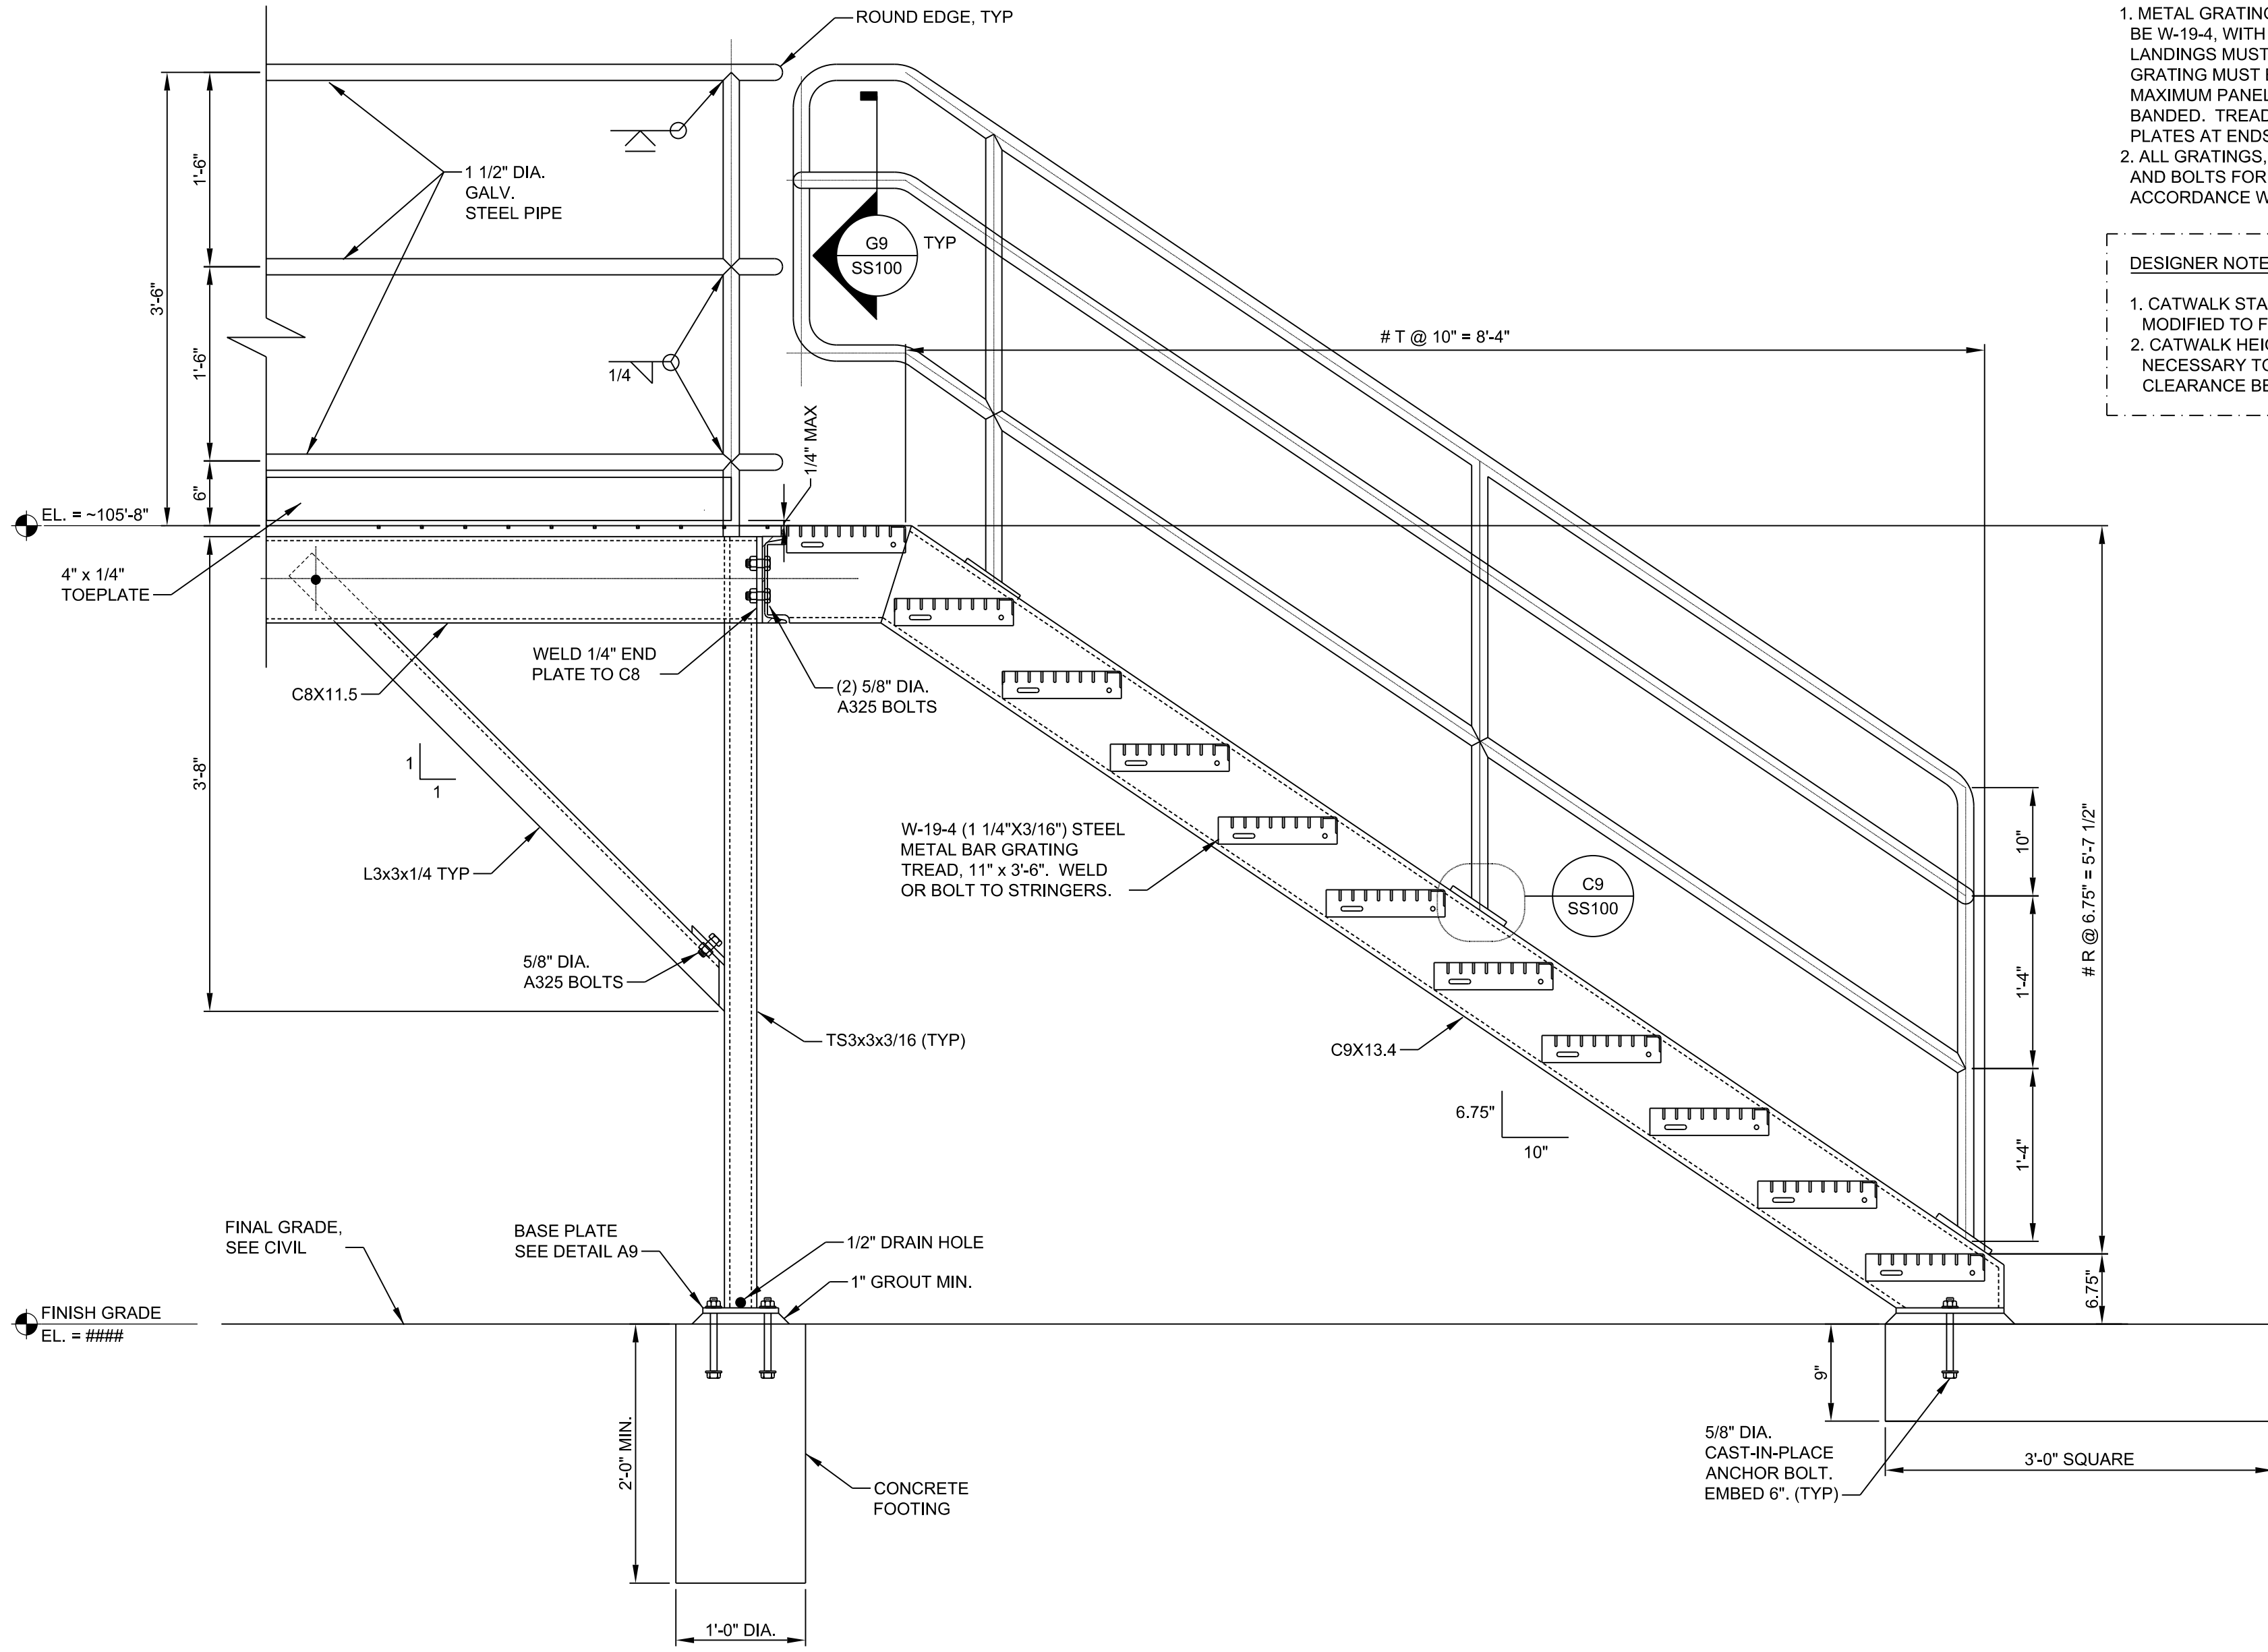 ROUND EDGE, TYP
1 1/2" DIA.
GALV.
STEEL PIPE
1'-6"
1'-6"
3'-6"
6"
1/4
1/4" MAX
G9
SS100
TYP
# T @ 10" = 8'-4"
1. METAL GRATING
BE W-19-4, WITH
LANDINGS MUST
GRATING MUST
MAXIMUM PANEL
BANDED. TREAD
PLATES AT ENDS
2. ALL GRATINGS,
AND BOLTS FOR
ACCORDANCE W
DESIGNER NOTE
1. CATWALK STA
MODIFIED TO F
2. CATWALK HEI
NECESSARY TO
CLEARANCE BE
EL. = ~105'-8"
4" x 1/4"
TOEPLATE
C8X11.5
WELD 1/4" END
PLATE TO C8
(2) 5/8" DIA.
A325 BOLTS
3'-8"
1
1
L3x3x1/4 TYP
5/8" DIA.
A325 BOLTS
W-19-4 (1 1/4"X3/16") STEEL
METAL BAR GRATING
TREAD, 11" x 3'-6". WELD
OR BOLT TO STRINGERS.
C9
SS100
TS3x3x3/16 (TYP)
C9X13.4
6.75"
10"
10"
1'-4"
1'-4"
# R @ 6.75" = 5'-7 1/2"
6.75"
FINAL GRADE,
SEE CIVIL
BASE PLATE
SEE DETAIL A9
1/2" DRAIN HOLE
1" GROUT MIN.
FINISH GRADE
EL. = ####
2'-0" MIN.
CONCRETE
FOOTING
1'-0" DIA.
9"
5/8" DIA.
CAST-IN-PLACE
ANCHOR BOLT.
EMBED 6". (TYP)
3'-0" SQUARE